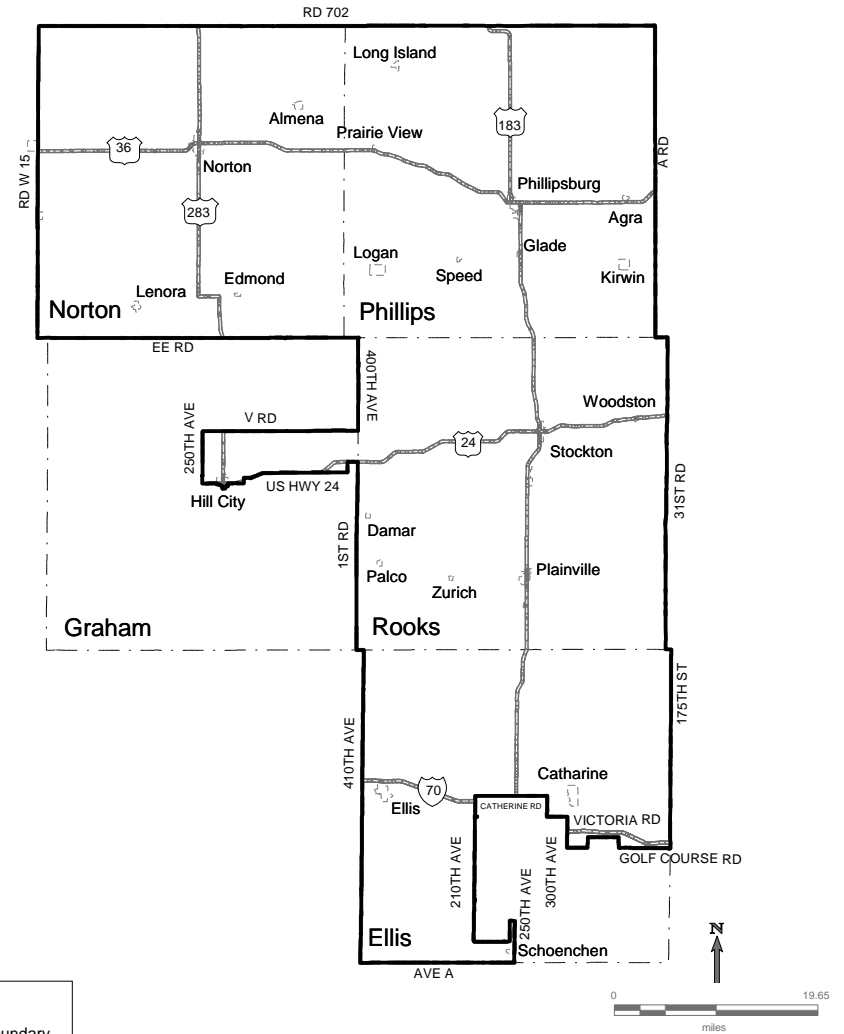 RD 702
Long Island
Almena
Prairie View
183
36
A RD
Norton
RD W 15
Phillipsburg
283
Agra
Glade
Logan
Speed
Kirwin
Edmond
Lenora
Norton
Phillips
EE RD
400TH AVE
Woodston
V RD
250TH AVE
24
Stockton
US HWY 24
Hill City
31ST RD
Damar
1ST RD
Palco
Plainville
Zurich
Graham
Rooks
175TH ST
410TH AVE
Catharine
70
Ellis
CATHERINE RD
VICTORIA RD
GOLF COURSE RD
210TH AVE
300TH AVE
250TH AVE
Ellis
Schoenchen
AVE A
N
0 19.65
miles